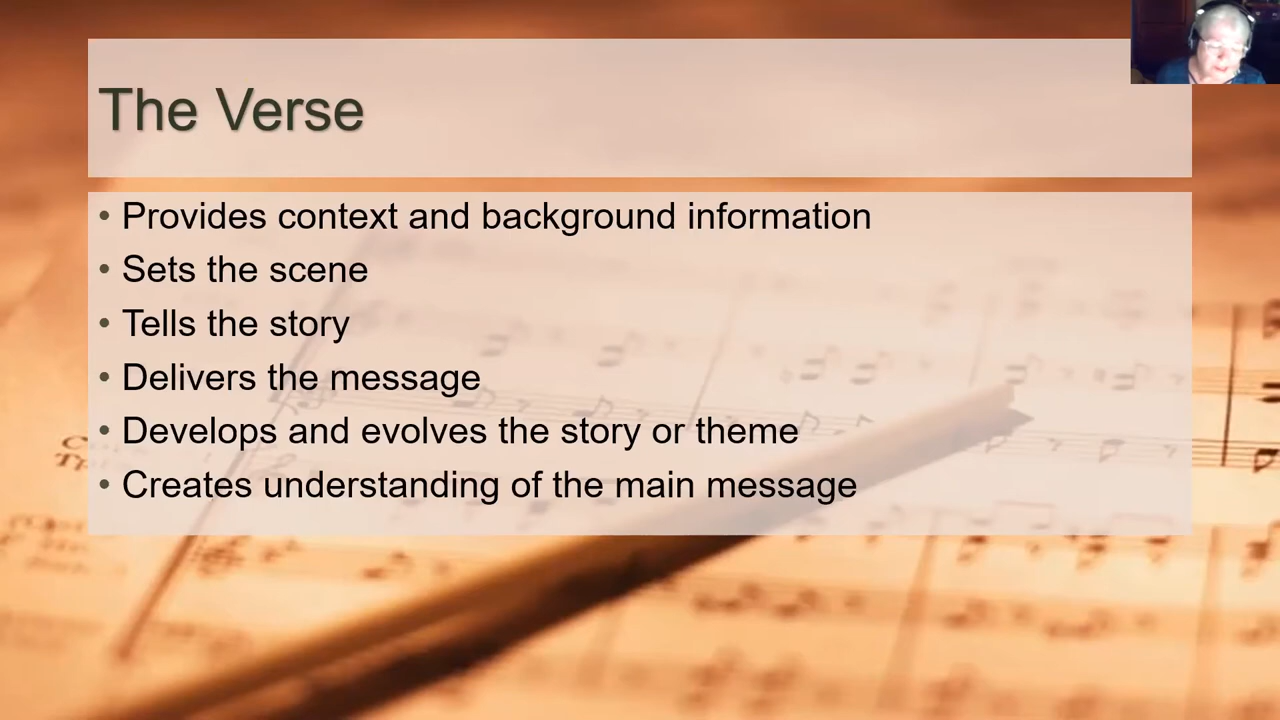 The Verse
• Provides context and background information
• Sets the scene
• Tells the story
• Delivers the message
• Develops and evolves the story or theme
• Creates understanding of the main message